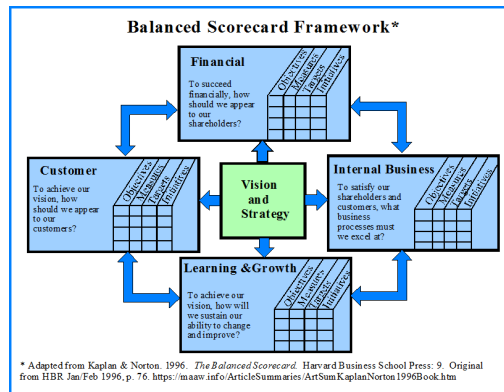 Balanced Scorecard Framework*
Financial
To succeed
financially, how
should we appear
to our
shareholders?
Objectives
Measures
Targets
Initiatives
Customer
To achieve our
vision, how
should we appear
to our
customers?
Objectives
Measures
Targets
Initiatives
Vision
and
Strategy
Internal Business
To satisfy our
shareholders
and customers,
what
business
processes must
we excel at?
Objectives
Measures
Targets
Initiatives
Learning &Growth
To achieve our
vision, how will
we sustain our
ability to change
and improve?
Objectives
Measure
Targets
Initiatives
* Adapted from Kaplan & Norton. 1996. The Balanced Scorecard. Harvard Business School Press: 9. Original
from HBR Jan/Feb 1996, p. 76. https://maaw.info/ArticleSummaries/ArtSumKaplanNorton1996Book.htm